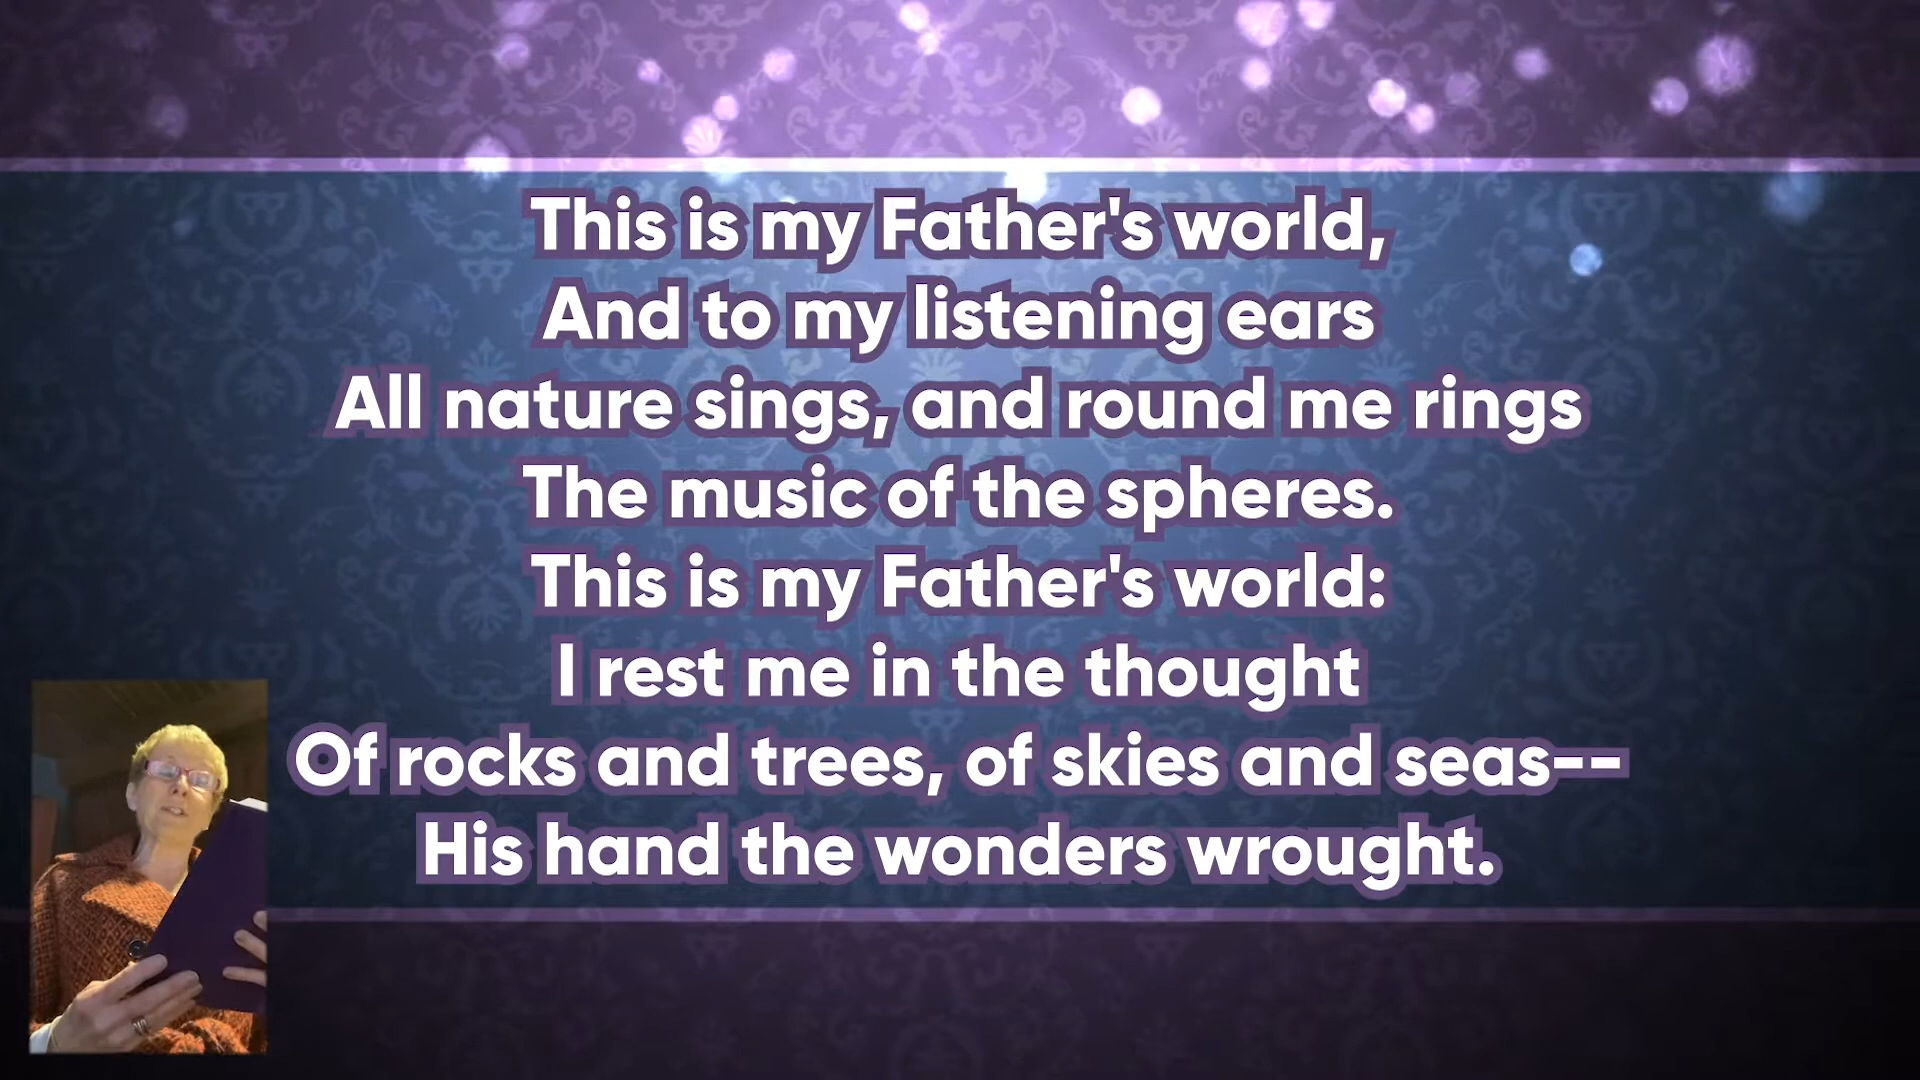 This is my Father's world,
And to my listening ears
All nature sings, and round me rings
The music of the spheres.
This is my Father's world:
I rest me in the thought
Of rocks and trees, of skies and seas--
His hand the wonders wrought.